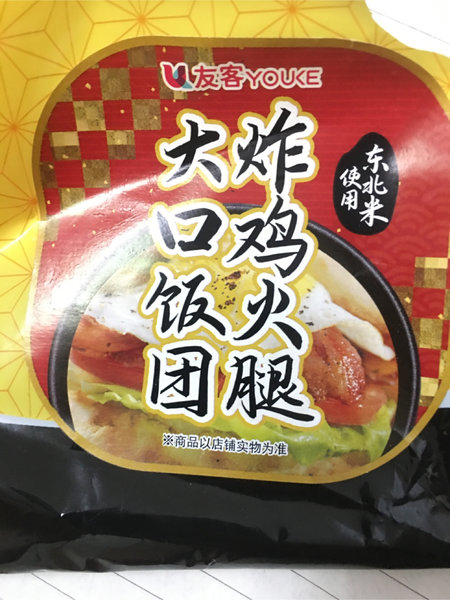 友客YOUKE
炸鸡火腿
大口饭团
使用
东北米
※商品以店铺实物为准